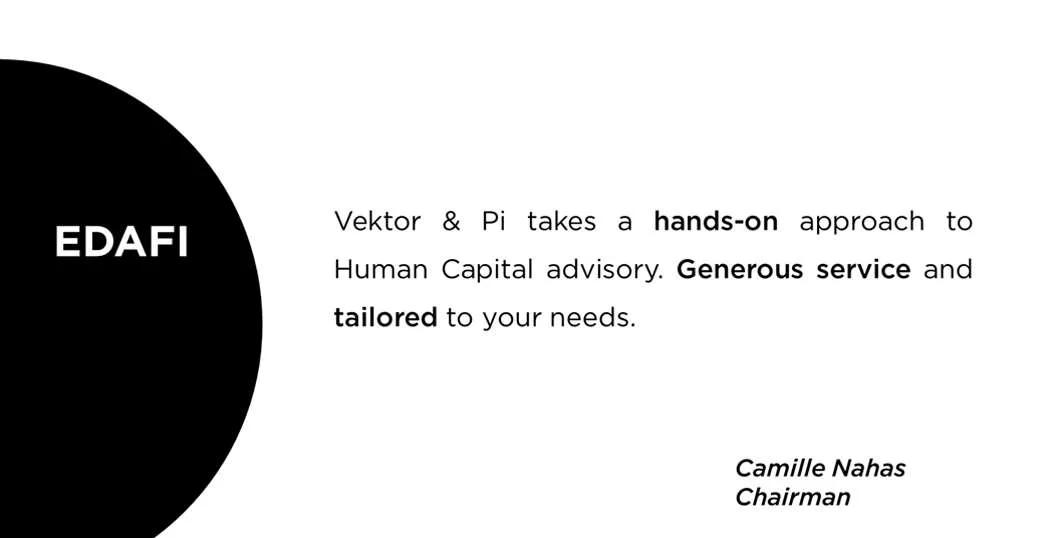 EDAFI
Vektor & Pi takes a hands-on approach to
Human Capital advisory. Generous service and
tailored to your needs.
Camille Nahas
Chairman